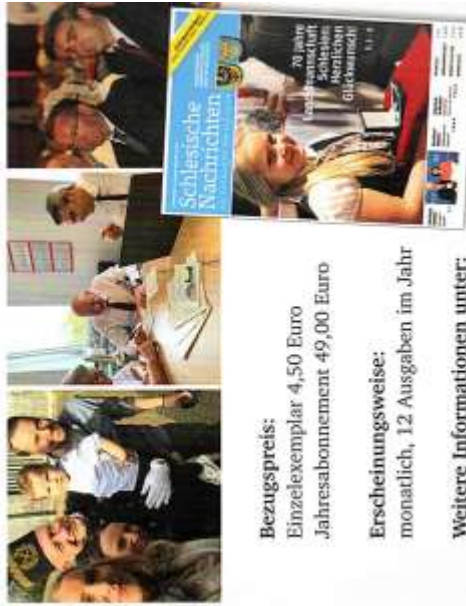 Schlesische
Nachrichten
70 Jahre
Landsmannschaft
Schlesien:
Herzlichen
Glückwunsch!
Bezugspreis:
Einzelexemplar 4,50 Euro
Jahresabonnement 49,00 Euro
Erscheinungsweise:
monatlich, 12 Ausgaben im Jahr
Weitere Informationen unter: